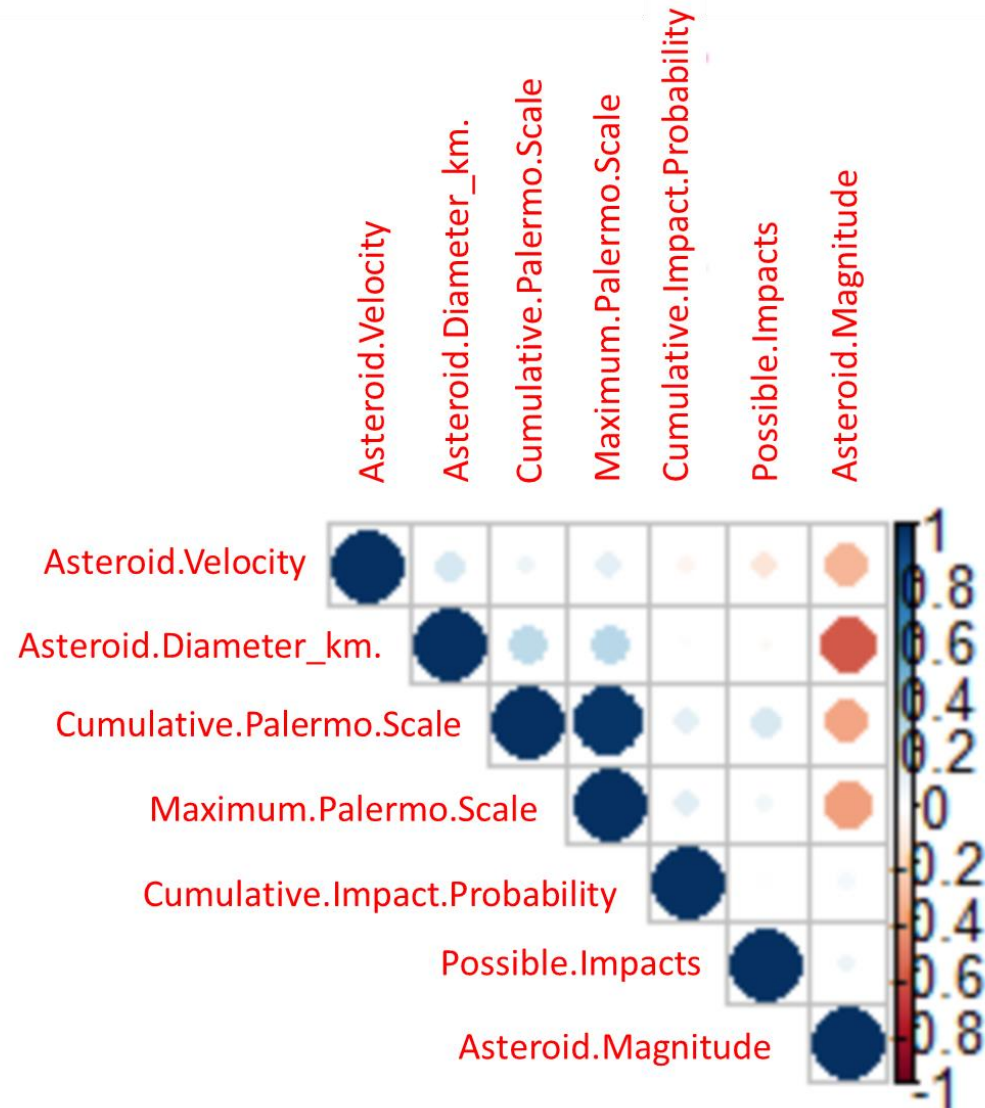 Asteroid.Velocity
Asteroid.Diameter_km.
Cumulative.Palermo.Scale
Maximum.Palermo.Scale
Cumulative.Impact.Probability
Possible.Impacts
Asteroid.Magnitude
Asteroid.Velocity
Asteroid.Diameter_km.
Cumulative.Palermo.Scale
Maximum.Palermo.Scale
Cumulative.Impact.Probability
Possible.Impacts
Asteroid.Magnitude
1
0.8
0.6
0.4
0.2
0
0.2
0.4
0.6
0.8
-1